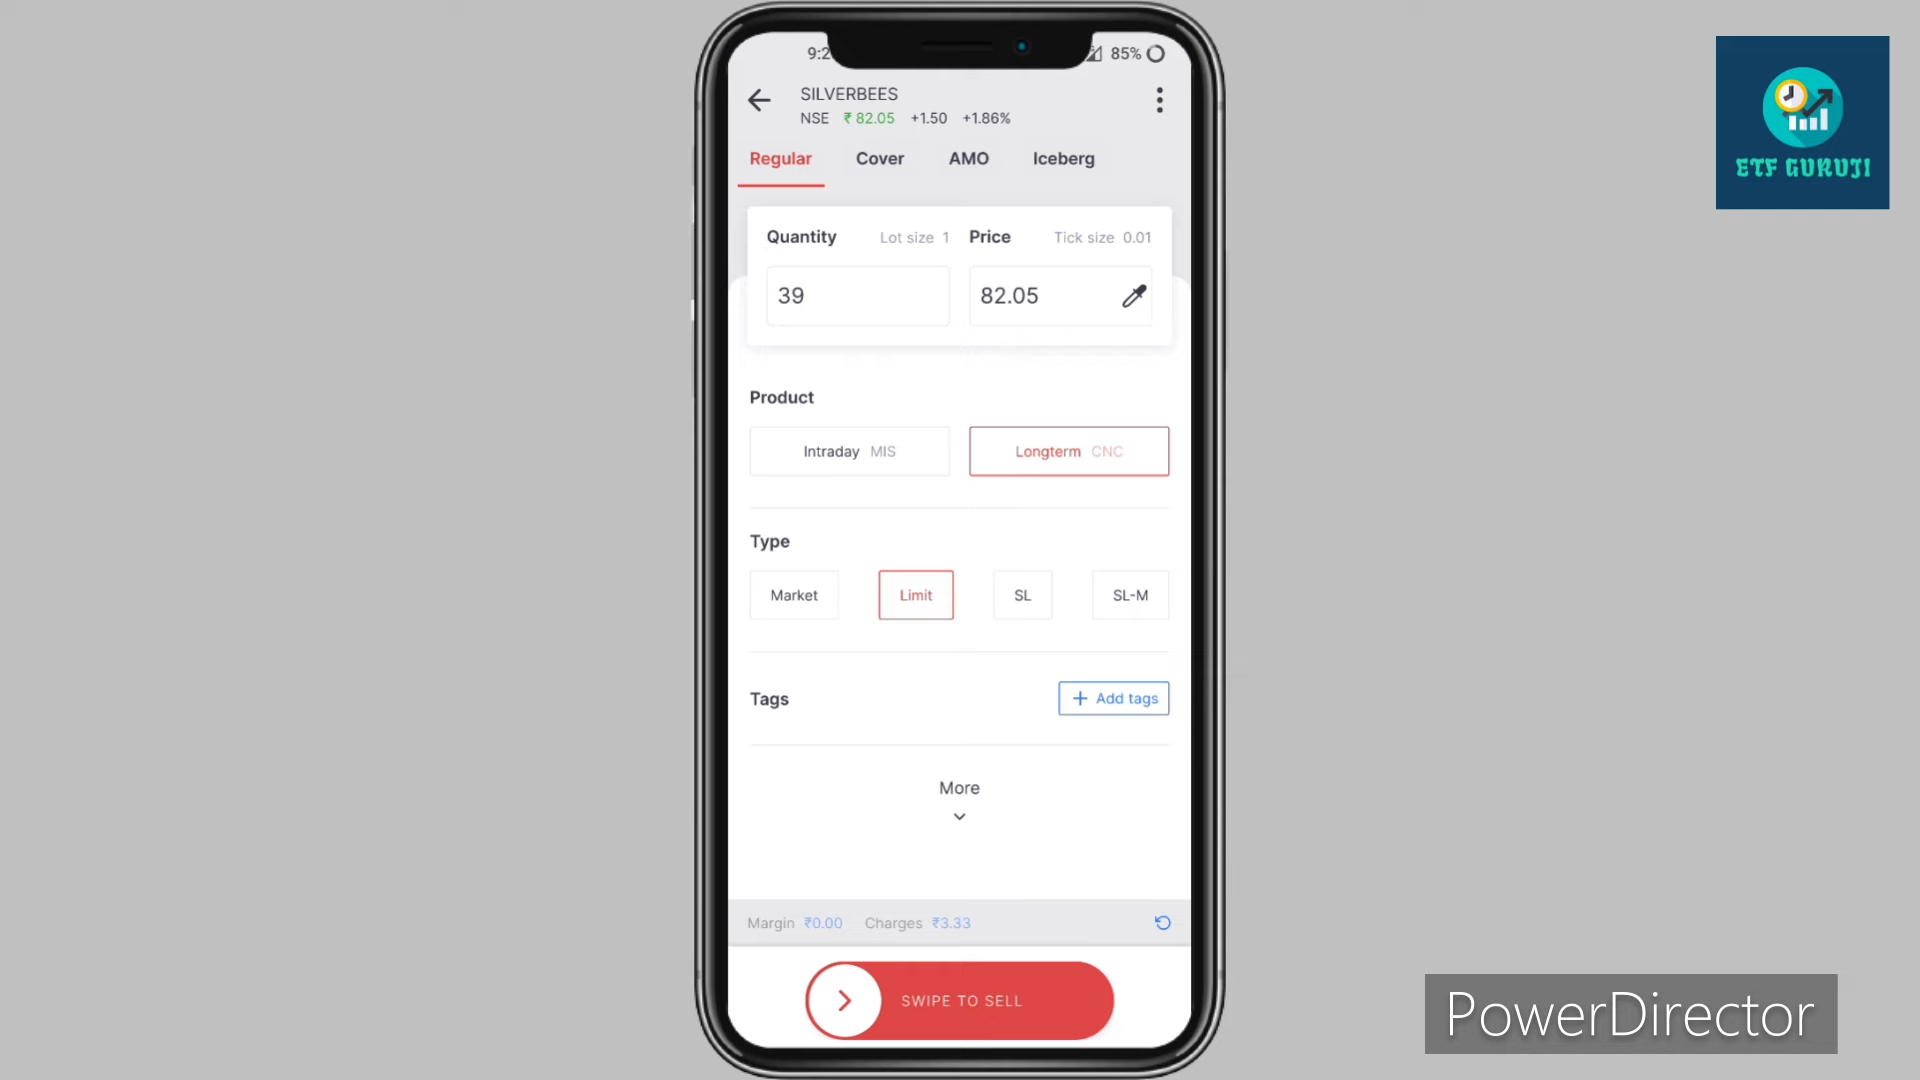 9:2
85%
SILVERBEES
NSE ₹ 82.05 +1.50 +1.86%
Regular Cover AMO Iceberg
Quantity Lot size 1 Price Tick size 0.01
39 82.05
Product
Intraday MIS Longterm CNC
Type
Market Limit SL SL-M
Tags + Add tags
More
Margin ₹0.00 Charges ₹3.33
SWIPE TO SELL
ETF GURUJI
PowerDirector